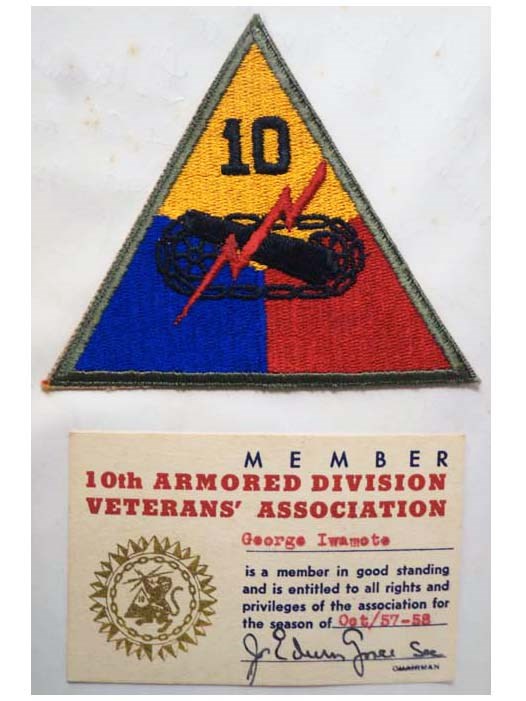 10
MEMBER
10th ARMORED DIVISION
VETERANS' ASSOCIATION
George Iwamoto
is a member in good standing
and is entitled to all rights and
privileges of the association for
the season of Oct/57-58
CHAIRMAN